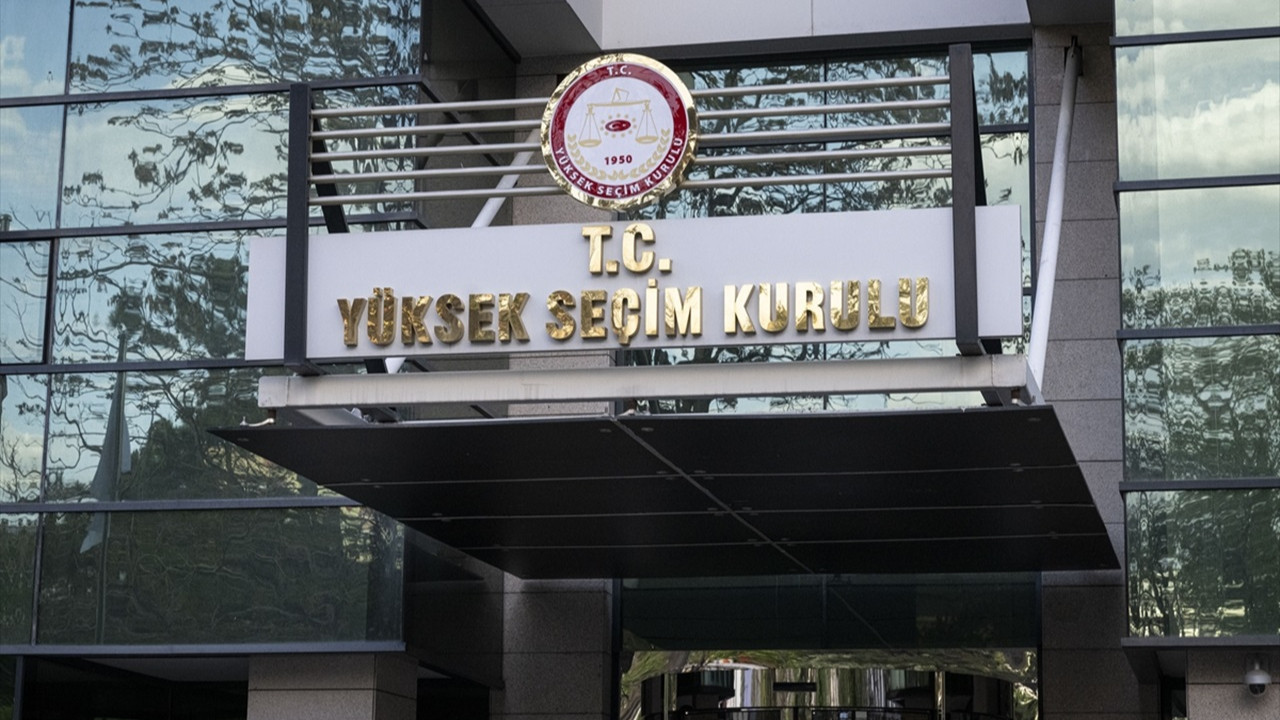 T.C.
1950
YÜKSEK SEÇİM KURULU
T.C.
YÜKSEK SEÇİM KURULU